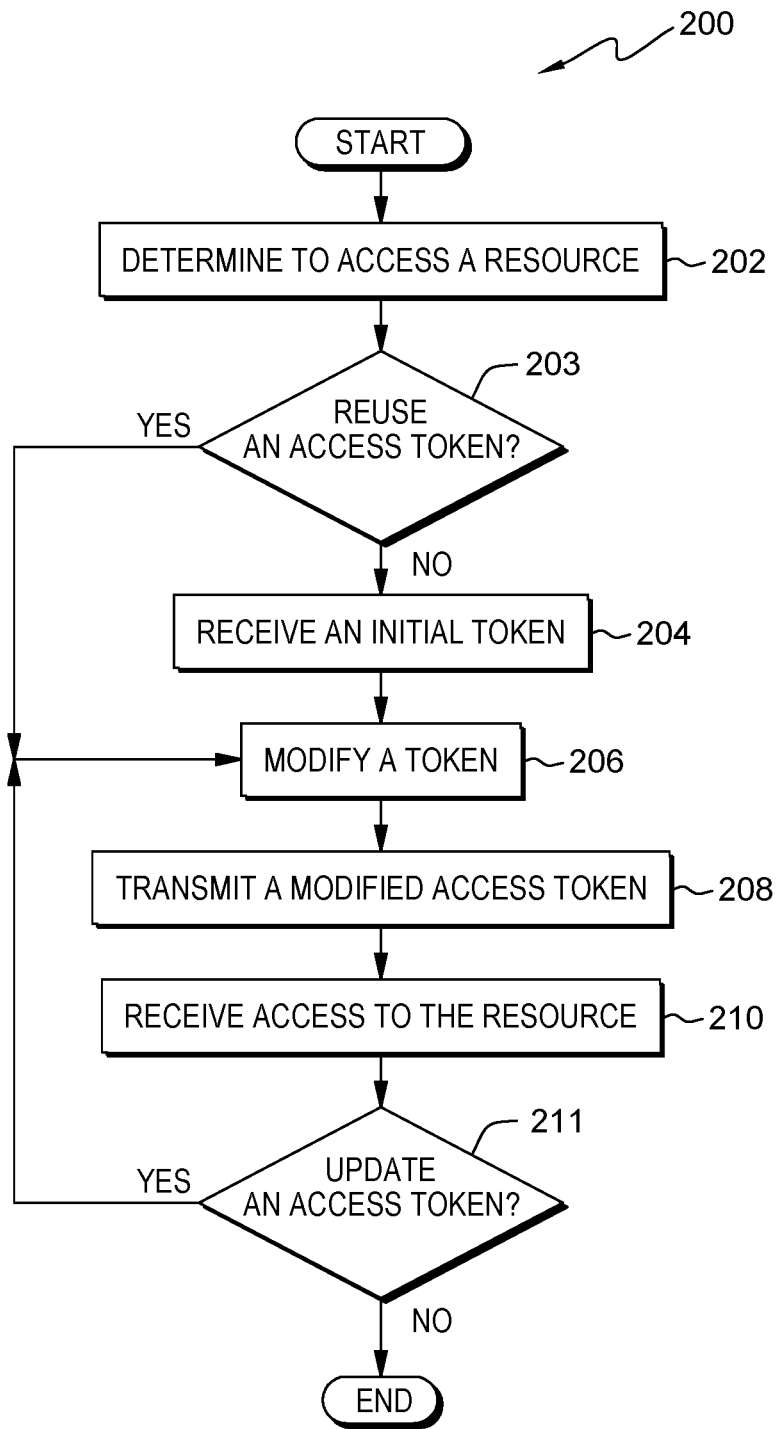 200
START
DETERMINE TO ACCESS A RESOURCE
202
203
REUSE
AN ACCESS TOKEN?
YES
NO
RECEIVE AN INITIAL TOKEN
204
MODIFY A TOKEN
206
TRANSMIT A MODIFIED ACCESS TOKEN
208
RECEIVE ACCESS TO THE RESOURCE
210
211
UPDATE
AN ACCESS TOKEN?
YES
NO
END